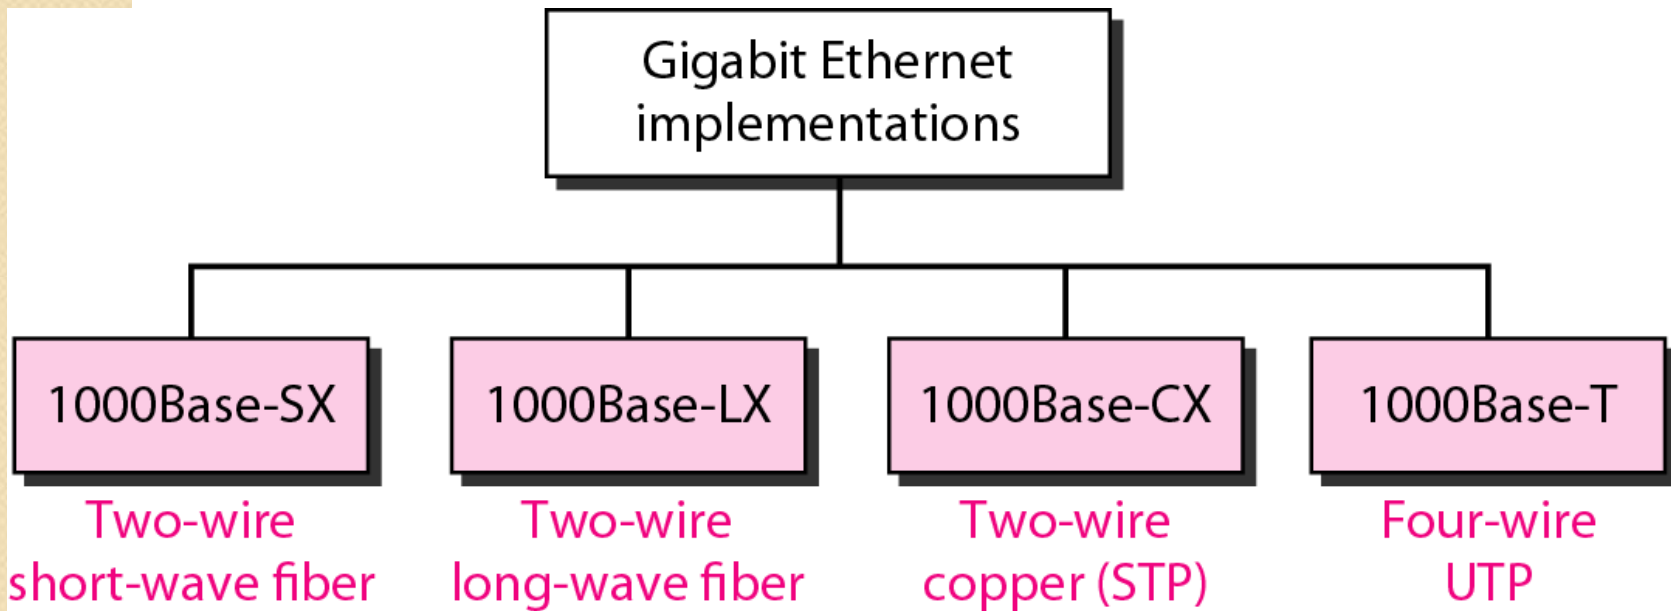 Gigabit Ethernet
implementations
1000Base-SX
1000Base-LX
1000Base-CX
1000Base-T
Two-wire
short-wave fiber
Two-wire
long-wave fiber
Two-wire
copper (STP)
Four-wire
UTP